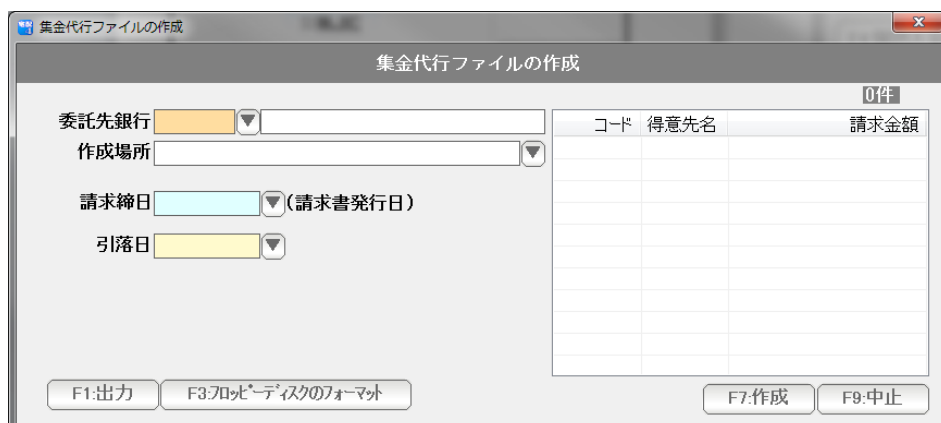 集金代行ファイルの作成
集金代行ファイルの作成
0件
委託先銀行
作成場所
請求締日 (請求書発行日)
引落日
コード 得意先名 請求金額
F1:出力 F3:ﾌﾛｯﾋﾟｰﾃﾞｨｽｸのﾌｫｰﾏｯﾄ F7:作成 F9:中止